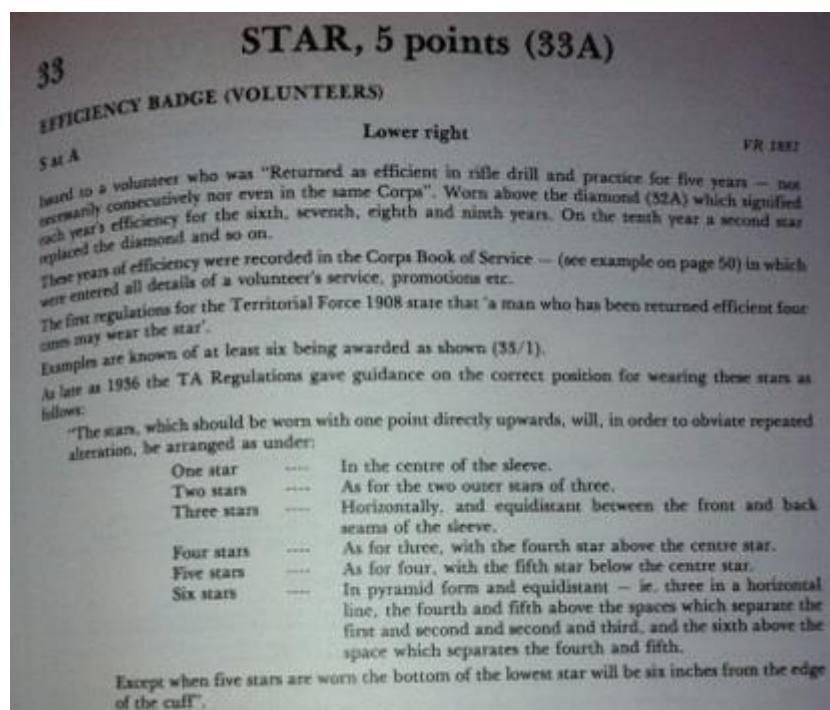 STAR, 5 points (33A)
33
EFFICIENCY BADGE (VOLUNTEERS)
Lower right
S at A
VR 1881
Issued to a volunteer who was "Returned as efficient in rifle drill and practice for five years — not
necessarily consecutively nor even in the same Corps". Worn above the diamond (32A) which signified
each year's efficiency for the sixth, seventh, eighth and ninth years. On the tenth year a second star
replaced the diamond and so on.
These years of efficiency were recorded in the Corps Book of Service — (see example on page 50) in which
were entered all details of a volunteer's service, promotions etc.
The first regulations for the Territorial Force 1908 state that 'a man who has been returned efficient four
times may wear the star'.
Examples are known of at least six being awarded as shown (33/1).
As late as 1936 the TA Regulations gave guidance on the correct position for wearing these stars as
follows:
"The stars, which should be worn with one point directly upwards, will, in order to obviate repeated
alteration, be arranged as under:
One star ---- In the centre of the sleeve.
Two stars ---- As for the two outer stars of three.
Three stars ---- Horizontally, and equidistant between the front and back
seams of the sleeve.
Four stars ---- As for three, with the fourth star above the centre star.
Five stars ---- As for four, with the fifth star below the centre star.
Six stars ---- In pyramid form and equidistant — ie. three in a horizontal
line, the fourth and fifth above the spaces which separate the
first and second and second and third, and the sixth above the
space which separates the fourth and fifth.
Except when five stars are worn the bottom of the lowest star will be six inches from the edge
of the cuff".